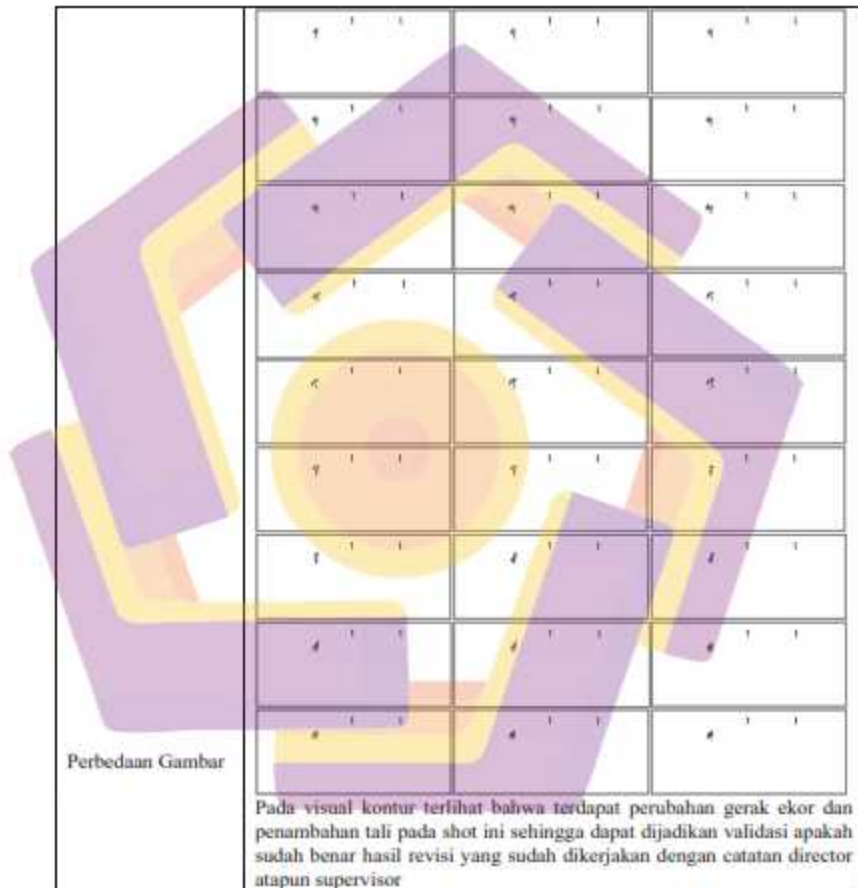 Perbedaan Gambar
Pada visual kontur terlihat bahwa terdapat perubahan gerak ekor dan
penambahan tali pada shot ini sehingga dapat dijadikan validasi apakah
sudah benar hasil revisi yang sudah dikerjakan dengan catatan director
atapun supervisor